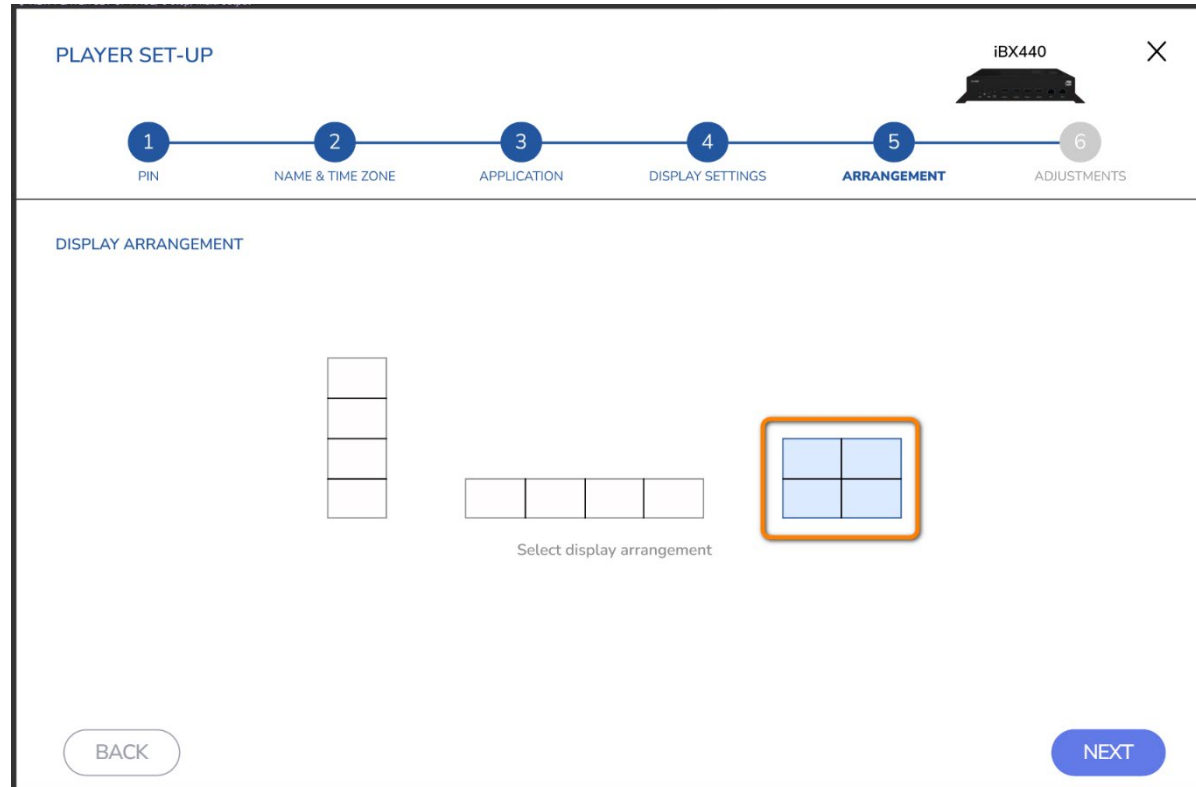 PLAYER SET-UP
iBX440
1
2
3
4
5
6
PIN
NAME & TIME ZONE
APPLICATION
DISPLAY SETTINGS
ARRANGEMENT
ADJUSTMENTS
DISPLAY ARRANGEMENT
Select display arrangement
BACK
NEXT